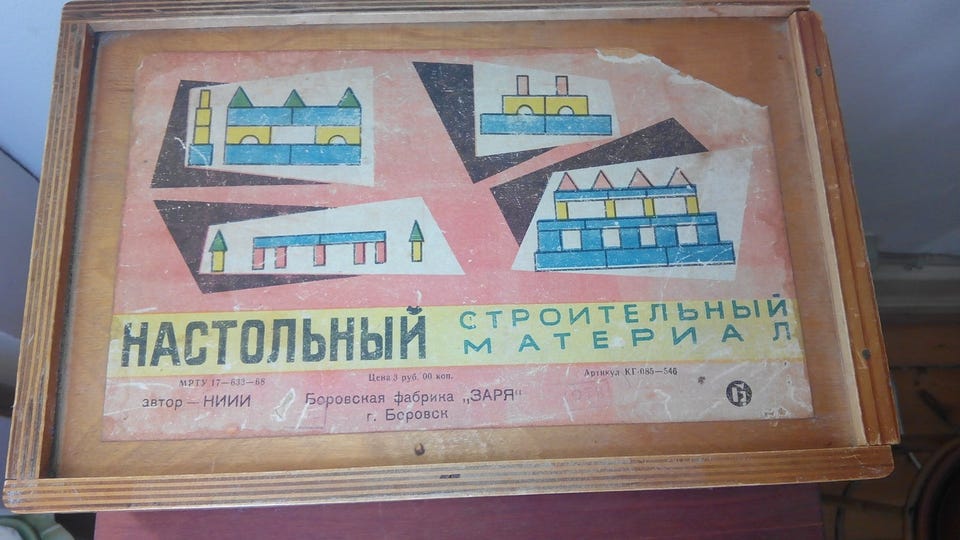 НАСТОЛЬНЫЙ
СТРОИТЕЛЬНЫЙ
МАТЕРИАЛ
МРТУ 17—633—68
Цена 3 руб. 00 коп.
Артикул КГ-085—546
автор — НИИИ
Боровская фабрика „ЗАРЯ"
г. Боровск